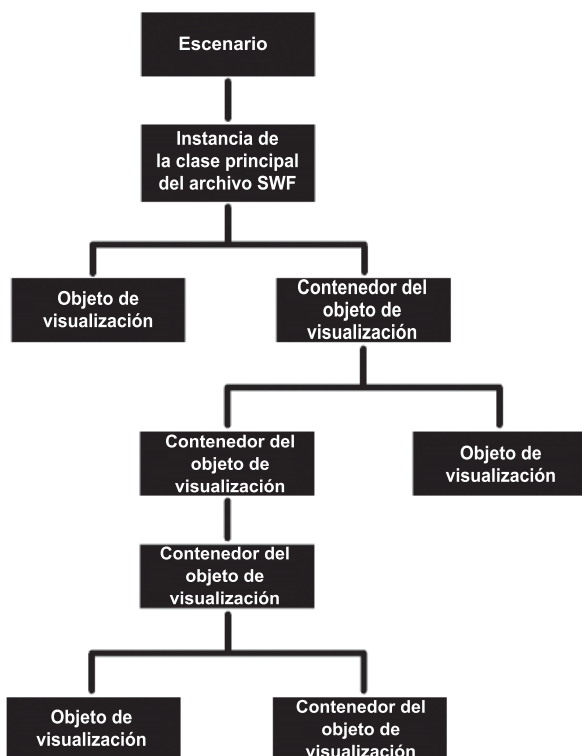 Escenario
Instancia de
la clase principal
del archivo SWF
Objeto de
visualización
Contenedor del
objeto de
visualización
Contenedor del
objeto de
visualización
Objeto de
visualización
Contenedor del
objeto de
visualización
Objeto de
visualización
Contenedor del
objeto de
visualización